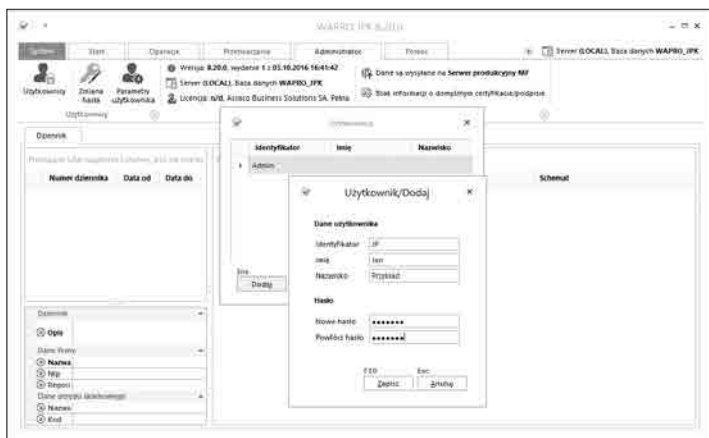 WAPRO JPK 8.20.0
System Start Operacje Przetwarzanie Administrator Pomoc Serwer (LOCAL), Baza danych WAPRO_JPK
Użytkownicy
Zmiana hasła
Parametry użytkownika
Użytkownicy
Wersja: 8.20.0, wydanie 1 z 03.10.2016 16:41:42
Serwer (LOCAL), Baza danych WAPRO_JPK
Licencja: n/d, Asseco Business Solutions SA, Pełna
Dane są wysyłane na Serwer produkcyjny MF
Brak informacji o domyślnym certyfikacie/podpisie
Dziennik
Numer dziennika Data od Data do
Schemat
Użytkownicy
Identyfikator Imię Nazwisko
Admin
Ins
Dodaj
Użytkownik/Dodaj
Dane użytkownika
Identyfikator JP
Imię Jan
Nazwisko Przykład
Hasło
Nowe hasło •••••••
Powtórz hasło •••••••
F10 Esc
Zapisz Anuluj
Dziennik
Opis
Dane firmy
Nazwa
Nip
Regon
Dane urzędu skarbowego
Nazwa
Kod